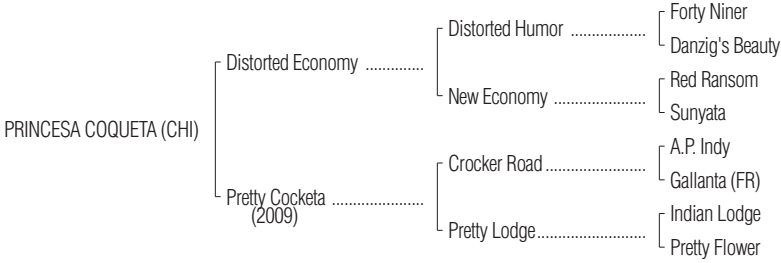 Forty Niner
Distorted Humor ..................
Danzig's Beauty
Distorted Economy ..............
Red Ransom
New Economy ......................
Sunyata
PRINCESA COQUETA (CHI)
A.P. Indy
Crocker Road ........................
Gallanta (FR)
Pretty Cocketa ......................
(2009)
Indian Lodge
Pretty Lodge..........................
Pretty Flower